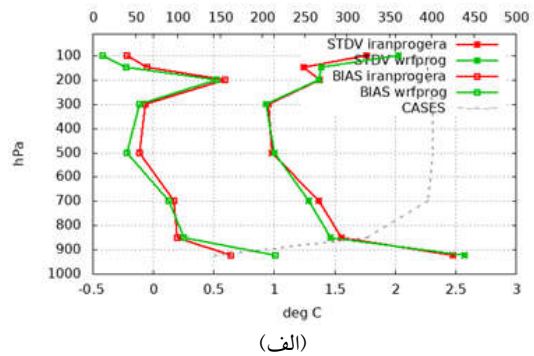 0 50 100 150 200 250 300 350 400 450 500
100
200
300
400
500
600
700
800
900
1000
hPa
STDV iranprogera
STDV wrfprog
BIAS iranprogera
BIAS wrfprog
CASES
-0.5 0 0.5 1 1.5 2 2.5 3
deg C
(الف)